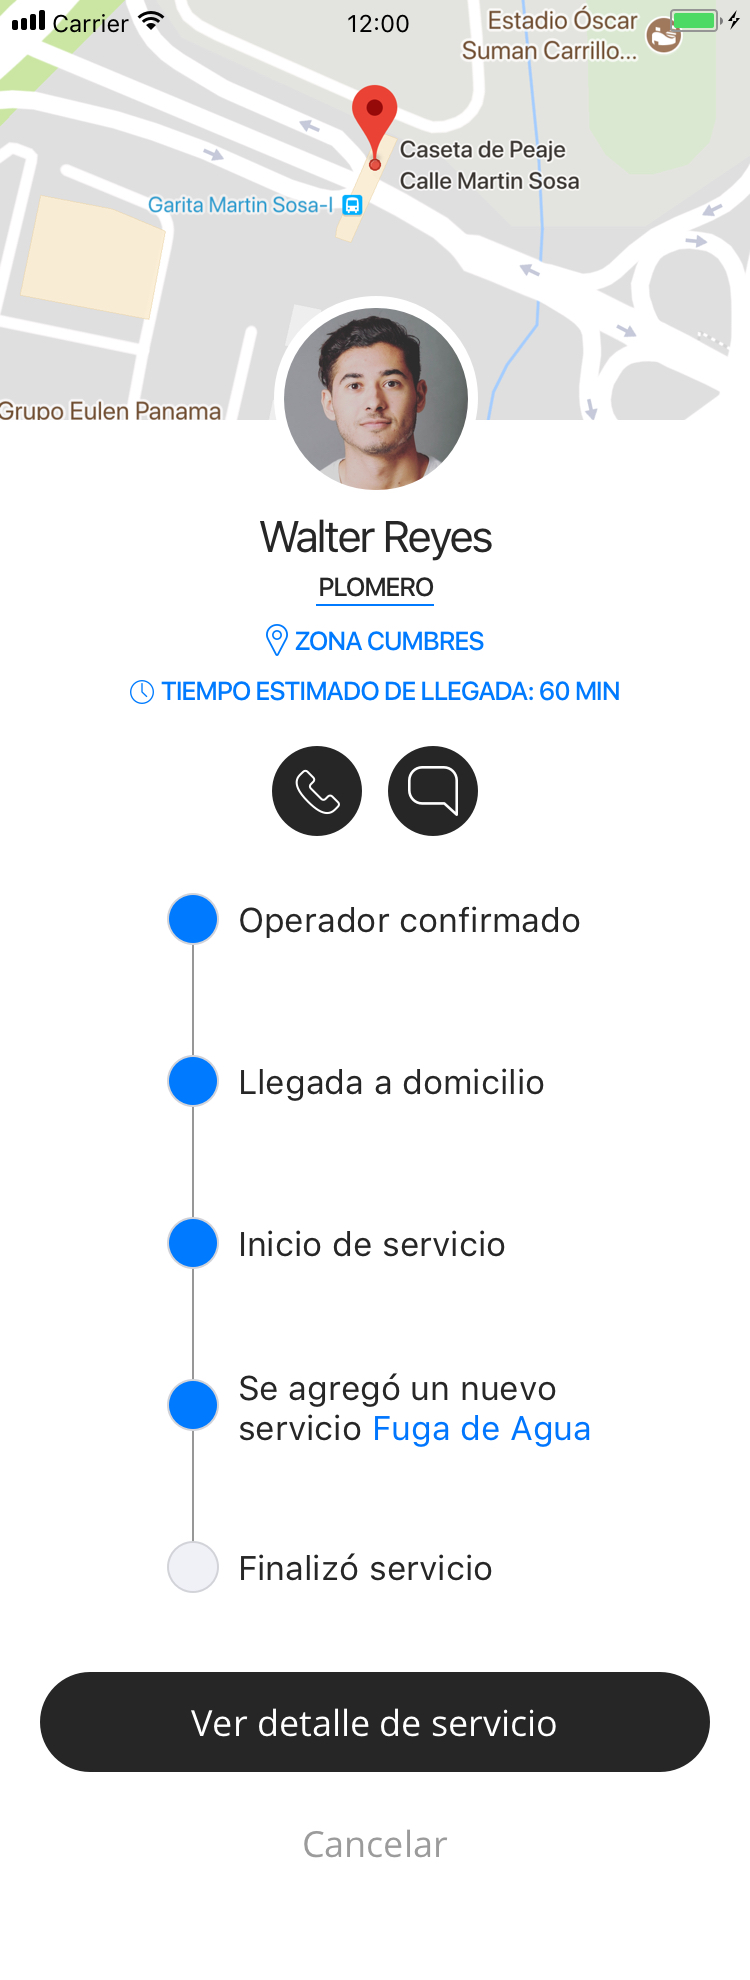 Carrier
12:00
Estadio Óscar
Suman Carrillo...
Caseta de Peaje
Calle Martin Sosa
Garita Martin Sosa-I
Grupo Eulen Panama
Walter Reyes
PLOMERO
ZONA CUMBRES
TIEMPO ESTIMADO DE LLEGADA: 60 MIN
Operador confirmado
Llegada a domicilio
Inicio de servicio
Se agregó un nuevo
servicio Fuga de Agua
Finalizó servicio
Ver detalle de servicio
Cancelar